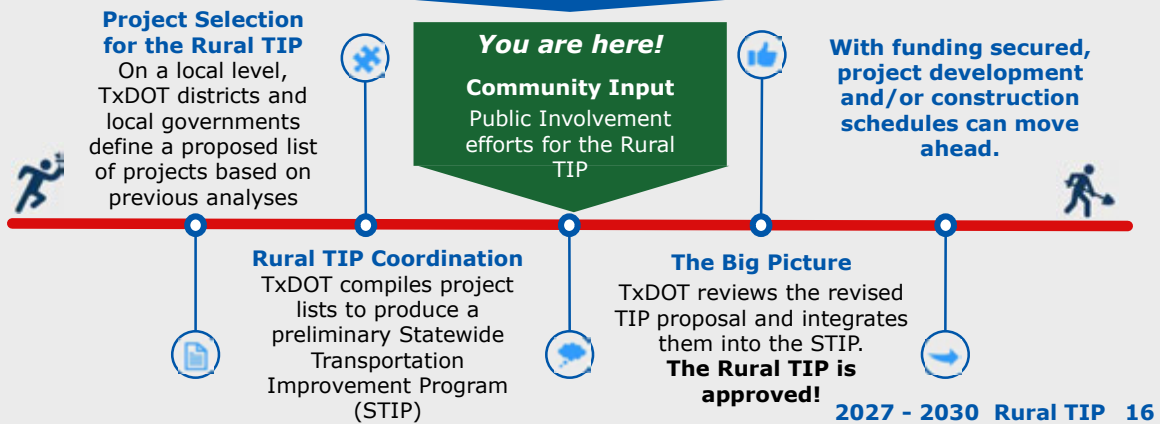 Project Selection
for the Rural TIP
On a local level,
TxDOT districts and
local governments
define a proposed list
of projects based on
previous analyses
Rural TIP Coordination
TxDOT compiles project
lists to produce a
preliminary Statewide
Transportation
Improvement Program
(STIP)
You are here!
Community Input
Public Involvement
efforts for the Rural
TIP
The Big Picture
TxDOT reviews the revised
TIP proposal and integrates
them into the STIP.
The Rural TIP is
approved!
With funding secured,
project development
and/or construction
schedules can move
ahead.
2027 - 2030 Rural TIP 16